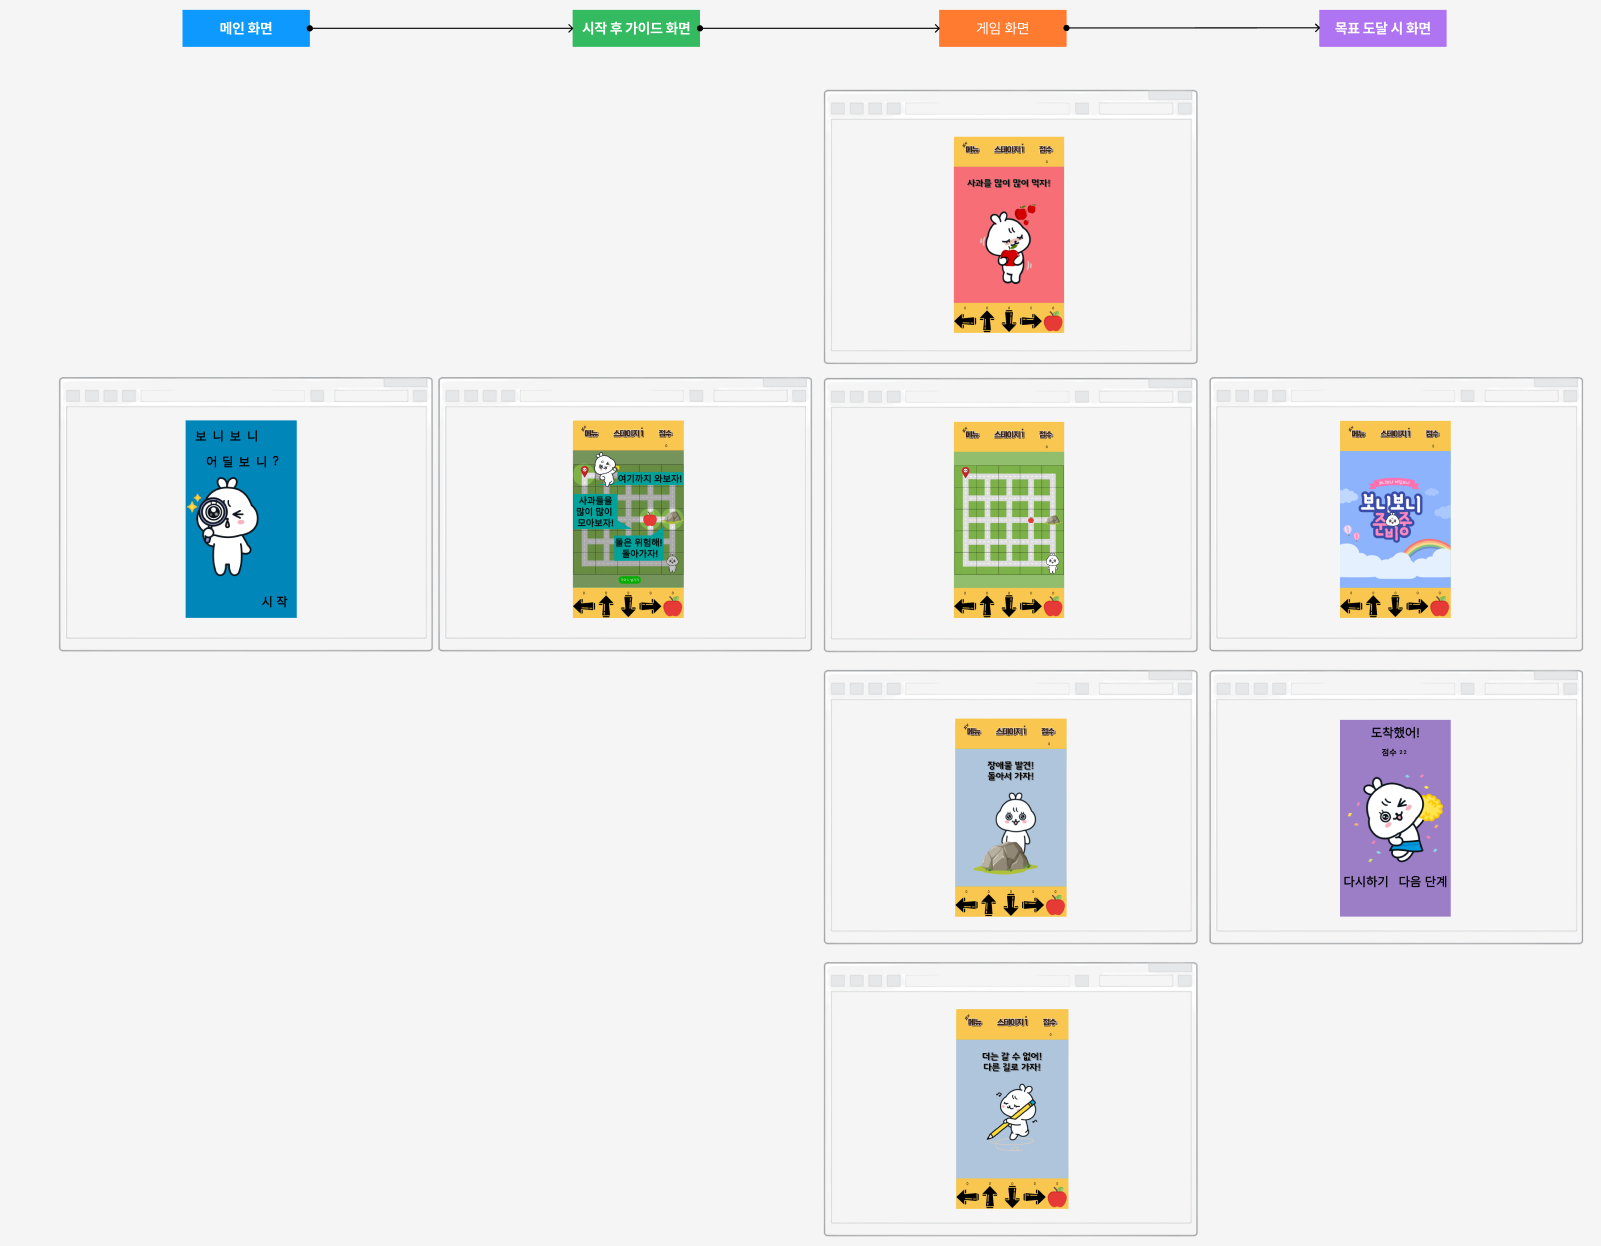 메인 화면
시작 후 가이드 화면
게임 화면
목표 도달 시 화면
메뉴 스테이지1 점수
사과를 많이 많이 먹자!
보니보니
어딜보니?
시작
메뉴 스테이지1 점수
여기까지 와보자!
사과들을
많이 많이
모아보자!
돌은 위험해!
돌아가자!
메뉴 스테이지1 점수
메뉴 스테이지1 점수
보니보니
준비중
메뉴 스테이지1 점수
장애물 발견!
돌아서 가자!
도착했어!
점수 22
다시하기 다음 단계
메뉴 스테이지1 점수
더는 갈 수 없어!
다른 길로 가자!